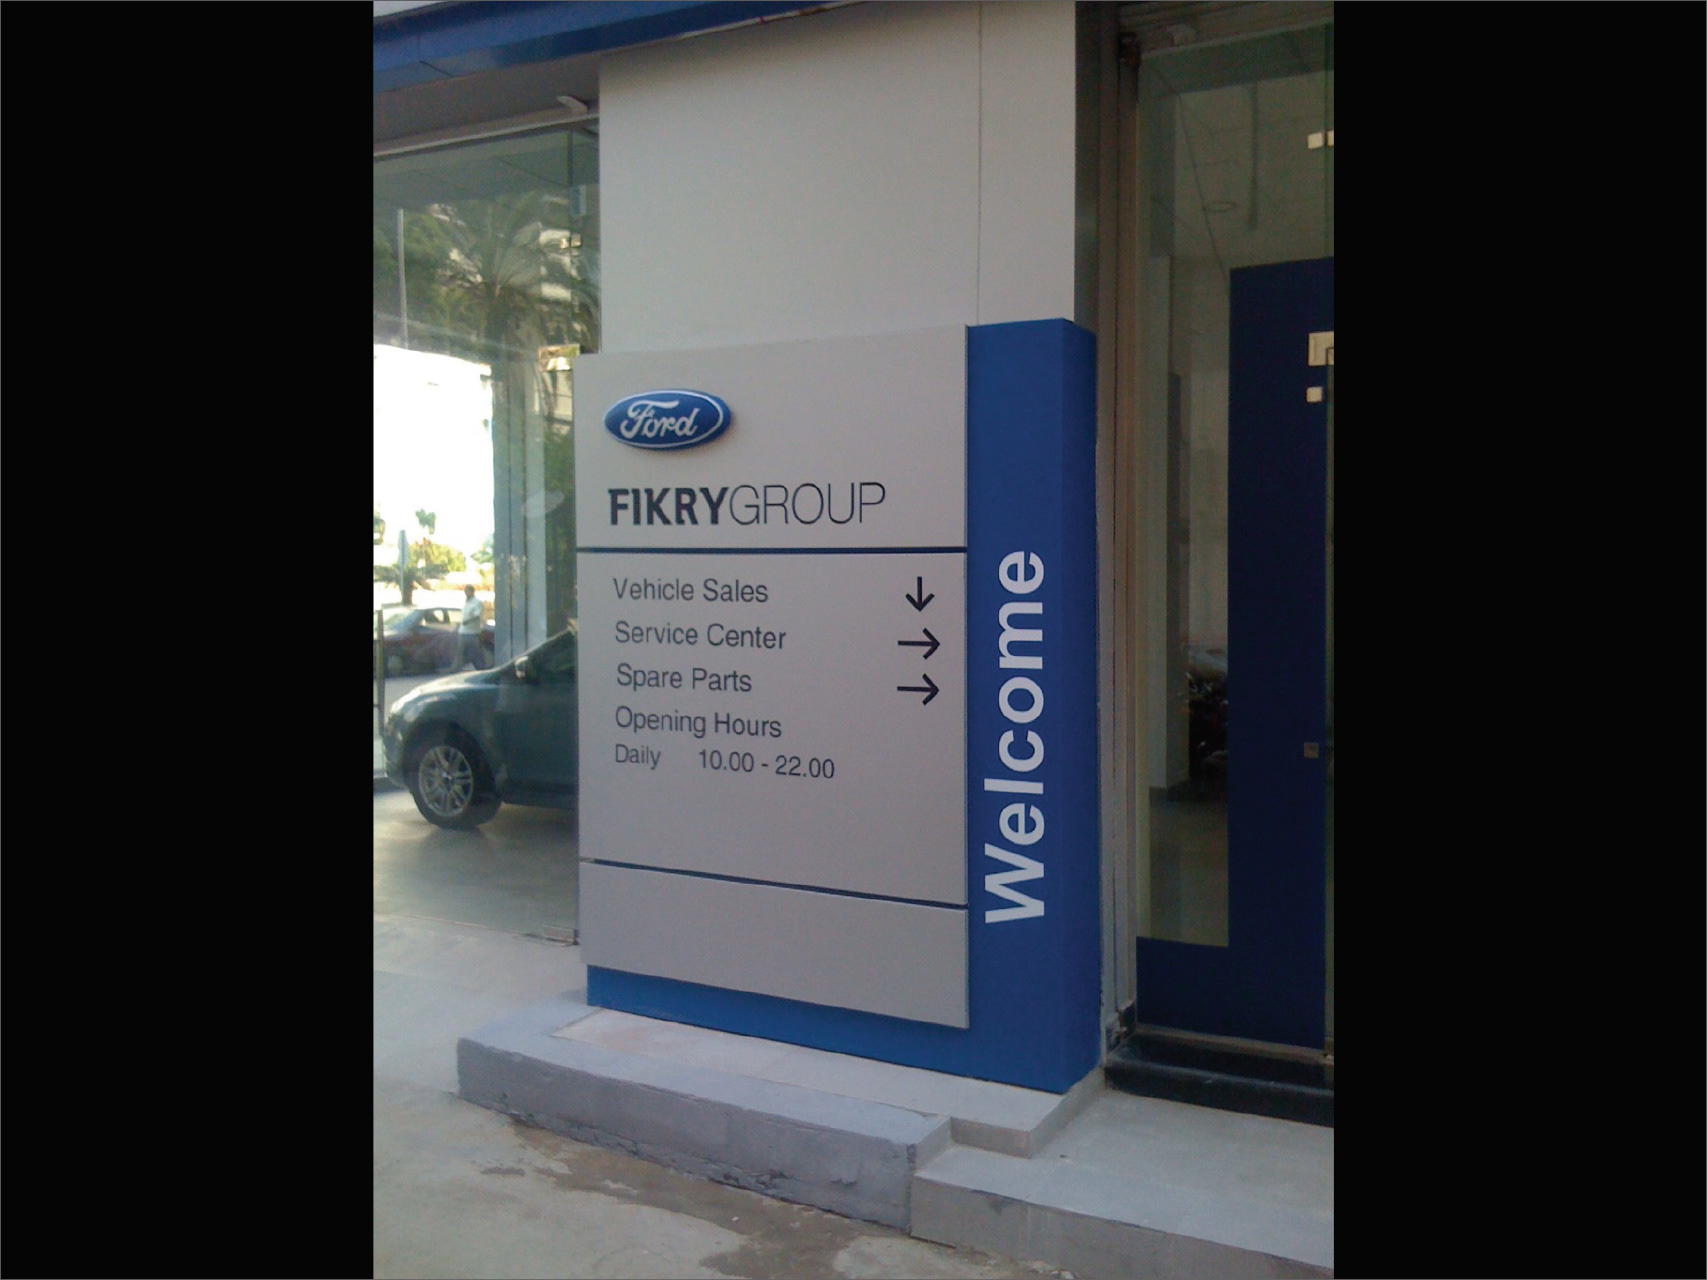 Ford
FIKRYGROUP
Vehicle Sales ↓
Service Center →
Spare Parts →
Opening Hours
Daily 10.00 - 22.00
Welcome